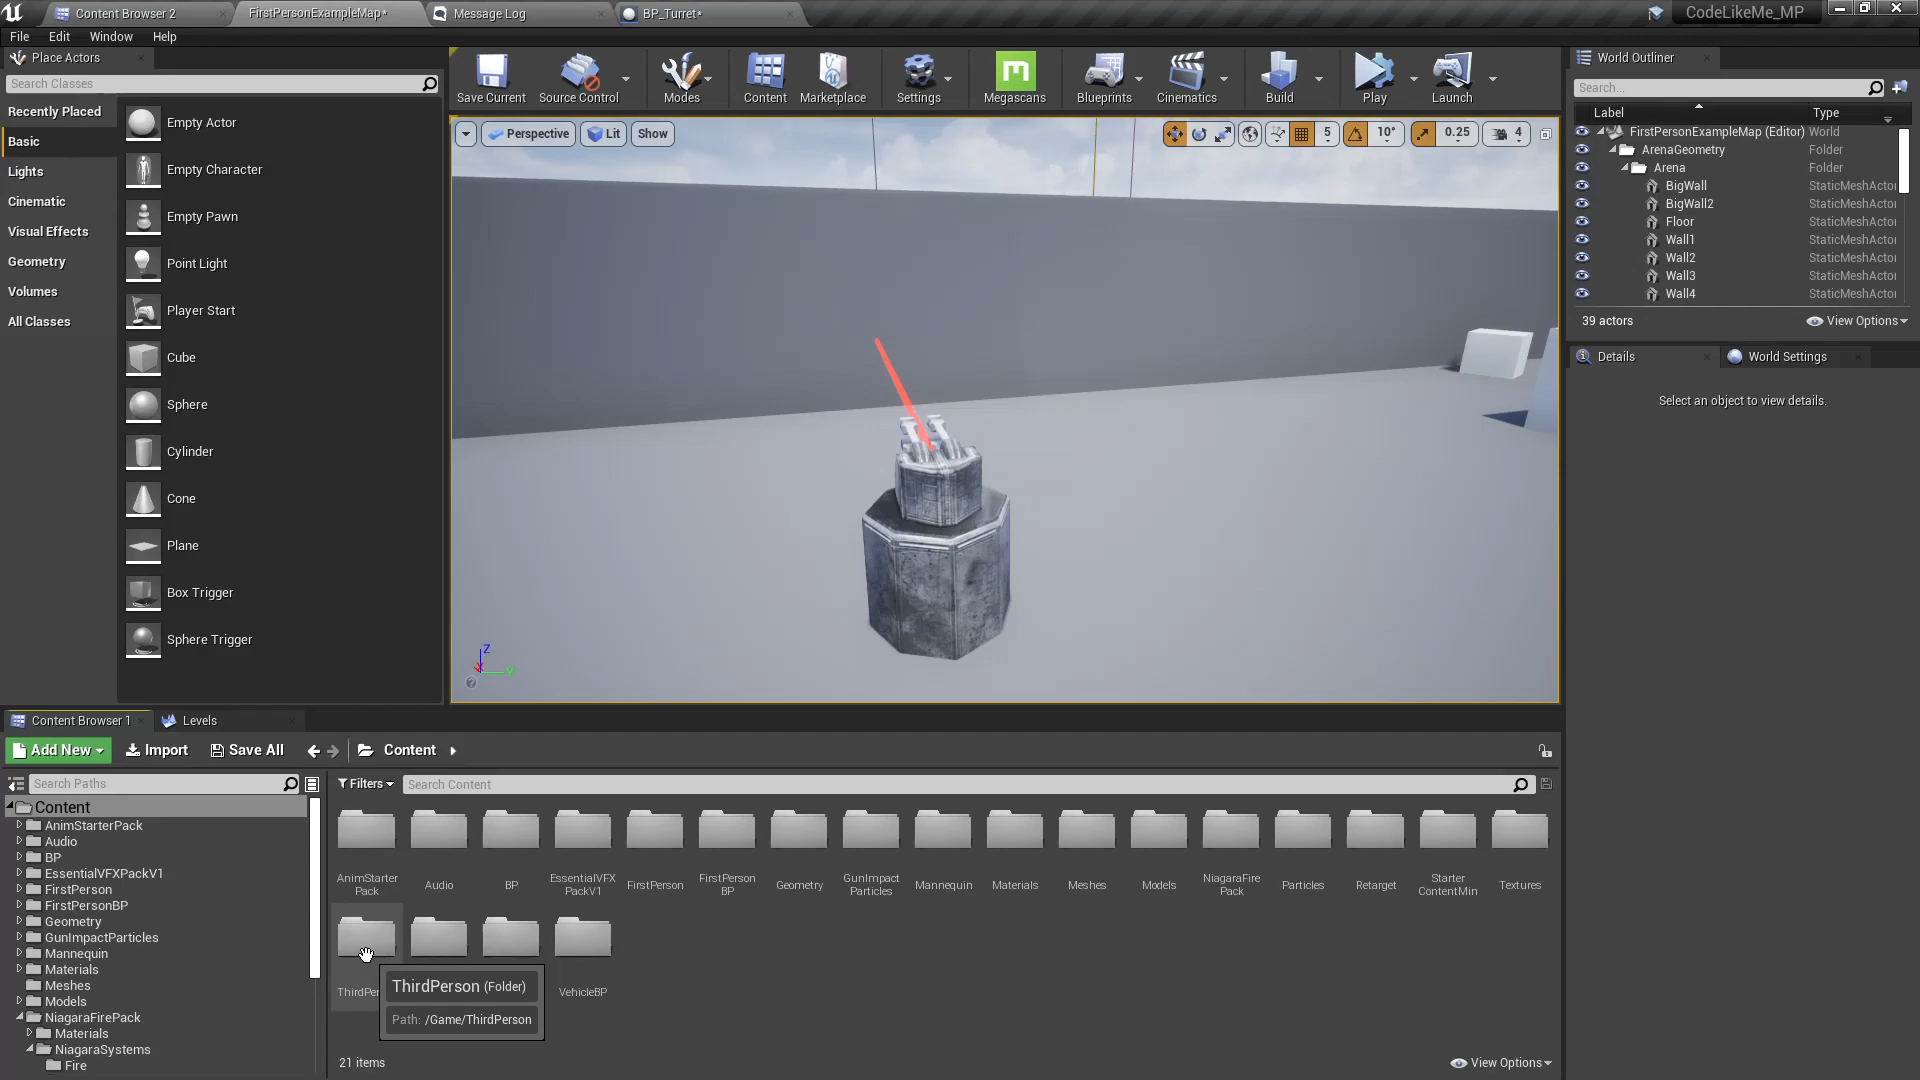 Content Browser 2
FirstPersonExampleMap*
Message Log
BP_Turret*
CodeLikeMe_MP
File
Edit
Window
Help
Place Actors
Search Classes
Recently Placed
Basic
Lights
Cinematic
Visual Effects
Geometry
Volumes
All Classes
Empty Actor
Empty Character
Empty Pawn
Point Light
Player Start
Cube
Sphere
Cylinder
Cone
Plane
Box Trigger
Sphere Trigger
Save Current
Source Control
Modes
Content
Marketplace
Settings
Megascans
Blueprints
Cinematics
Build
Play
Launch
Perspective
Lit
Show
5
10°
0.25
4
Z
Y
World Outliner
Search...
Label
Type
FirstPersonExampleMap (Editor) World
ArenaGeometry Folder
Arena Folder
BigWall StaticMeshActor
BigWall2 StaticMeshActor
Floor StaticMeshActor
Wall1 StaticMeshActor
Wall2 StaticMeshActor
Wall3 StaticMeshActor
Wall4 StaticMeshActor
39 actors
View Options
Details
World Settings
Select an object to view details.
Content Browser 1
Levels
Add New
Import
Save All
Content
Search Paths
Content
AnimStarterPack
Audio
BP
EssentialVFXPackV1
FirstPerson
FirstPersonBP
Geometry
GunImpactParticles
Mannequin
Materials
Meshes
Models
NiagaraFirePack
Materials
NiagaraSystems
Fire
Filters
Search Content
AnimStarter
Pack
Audio
BP
EssentialVFX
PackV1
FirstPerson
FirstPerson
BP
Geometry
GunImpact
Particles
Mannequin
Materials
Meshes
Models
NiagaraFire
Pack
Particles
Retarget
Starter
ContentMin
Textures
ThirdPer
VehicleBP
ThirdPerson (Folder)
Path: /Game/ThirdPerson
21 items
View Options